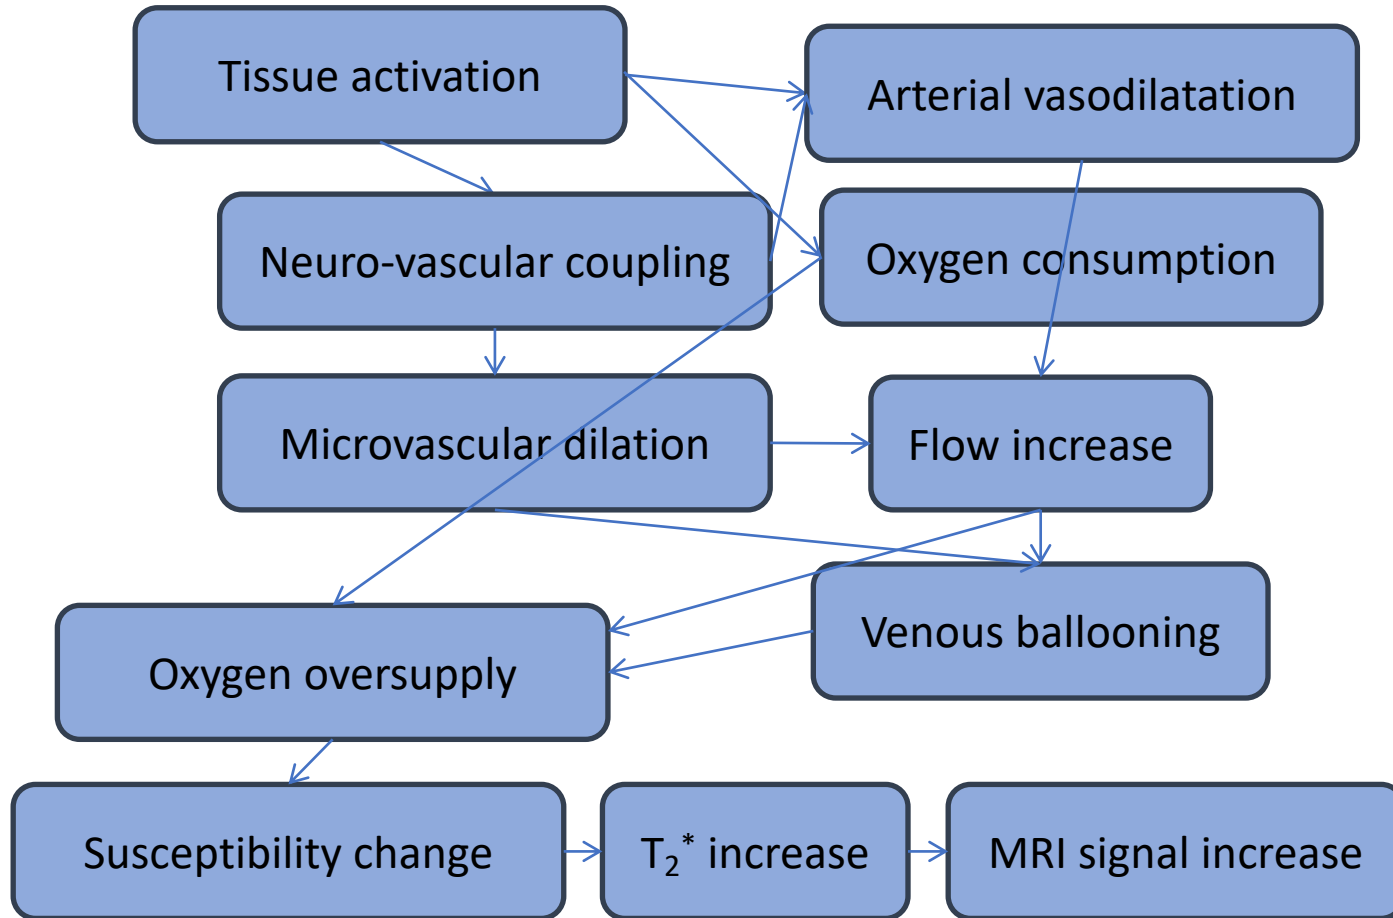 Tissue activation
Arterial vasodilatation
Neuro-vascular coupling
Oxygen consumption
Microvascular dilation
Flow increase
Venous ballooning
Oxygen oversupply
Susceptibility change
T₂* increase
MRI signal increase